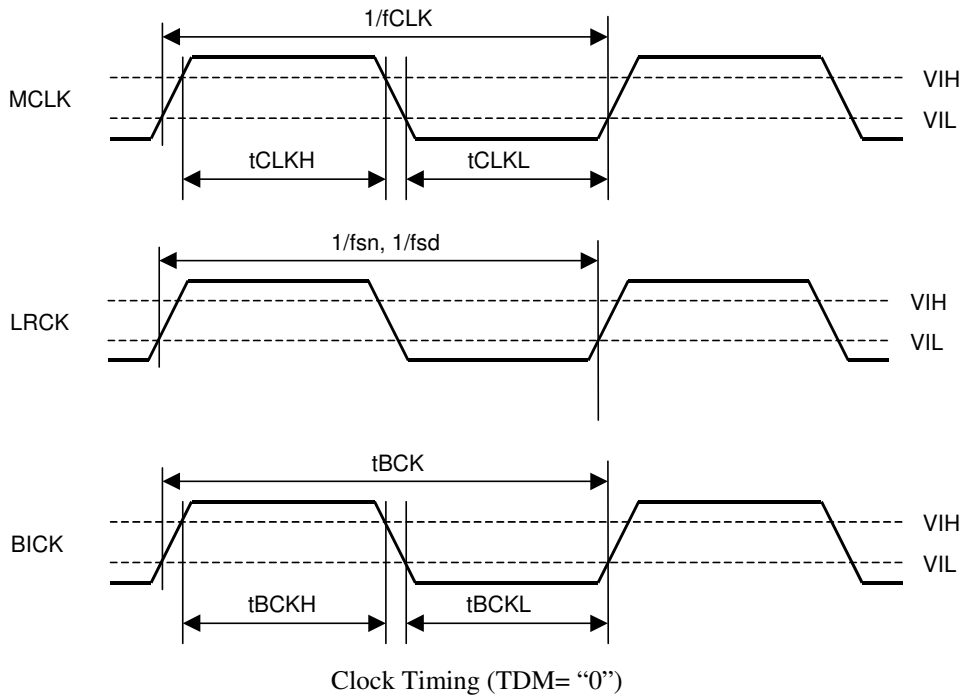 1/fCLK
VIH
MCLK
VIL
tCLKH tCLKL
1/fsn, 1/fsd
VIH
LRCK
VIL
tBCK
VIH
BICK
VIL
tBCKH tBCKL
Clock Timing (TDM= “0”)